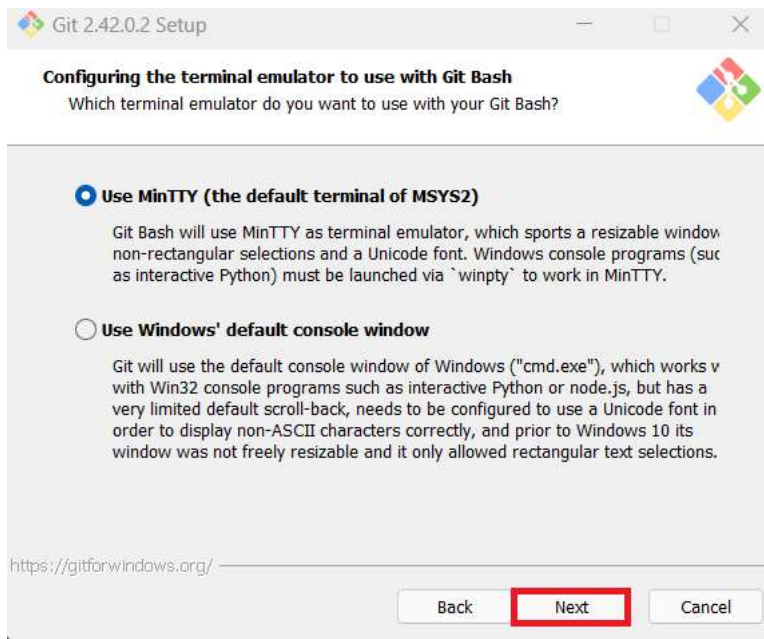 Git 2.42.0.2 Setup
Configuring the terminal emulator to use with Git Bash
Which terminal emulator do you want to use with your Git Bash?
Use MinTTY (the default terminal of MSYS2)
Git Bash will use MinTTY as terminal emulator, which sports a resizable window
non-rectangular selections and a Unicode font. Windows console programs (suc
as interactive Python) must be launched via `winpty` to work in MinTTY.
Use Windows' default console window
Git will use the default console window of Windows ("cmd.exe"), which works
with Win32 console programs such as interactive Python or node.js, but has a
very limited default scroll-back, needs to be configured to use a Unicode font in
order to display non-ASCII characters correctly, and prior to Windows 10 its
window was not freely resizable and it only allowed rectangular text selections.
https://gitforwindows.org/
Back Next Cancel